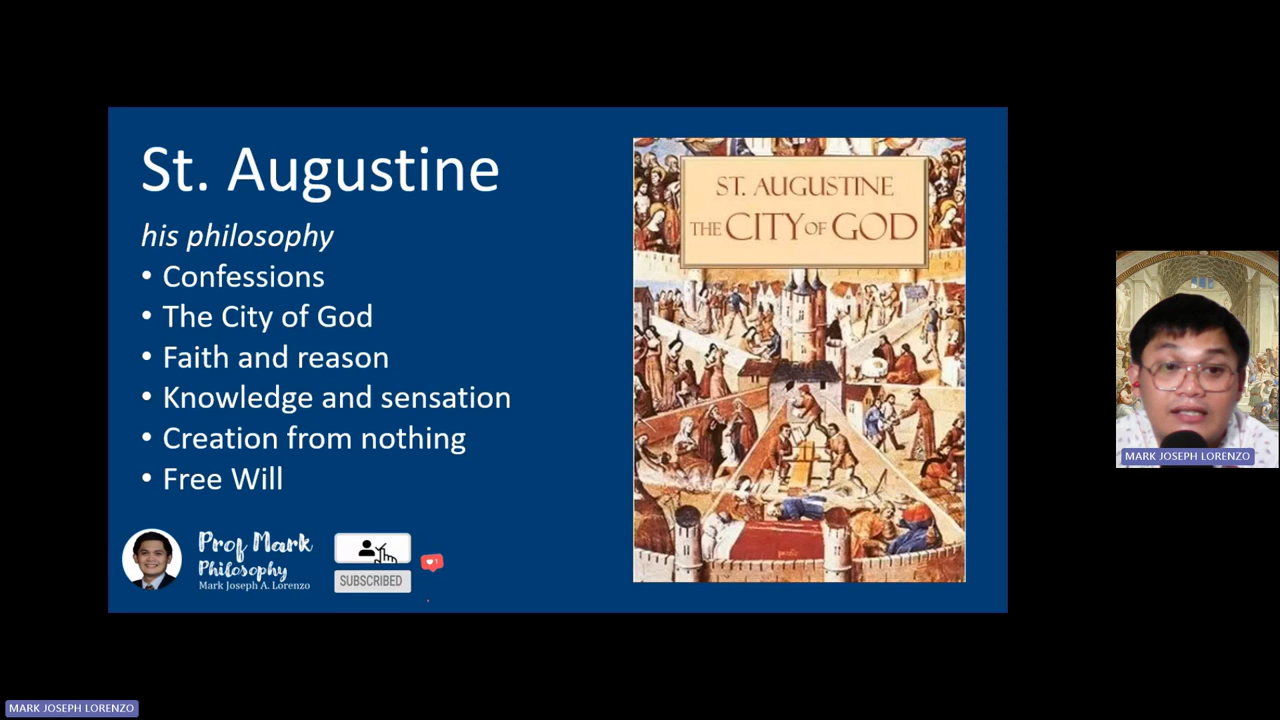 St. Augustine
his philosophy
• Confessions
• The City of God
• Faith and reason
• Knowledge and sensation
• Creation from nothing
• Free Will
Prof Mark
Philosophy
Mark Joseph A. Lorenzo
SUBSCRIBED
ST. AUGUSTINE
THE CITY OF GOD
MARK JOSEPH LORENZO
MARK JOSEPH LORENZO